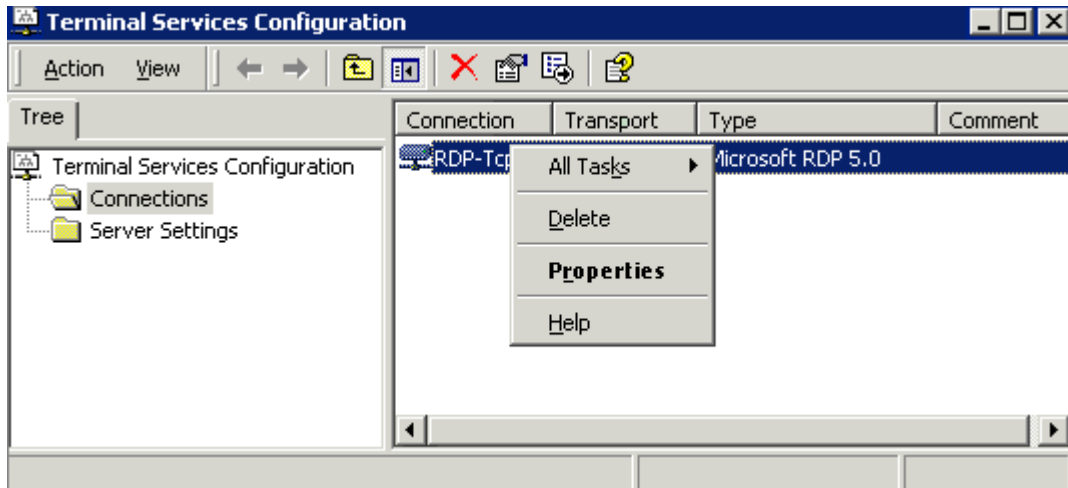 Terminal Services Configuration
Action View
Tree
Connection Transport Type Comment
Terminal Services Configuration
Connections
Server Settings
RDP-Tcp Microsoft RDP 5.0
All Tasks
Delete
Properties
Help